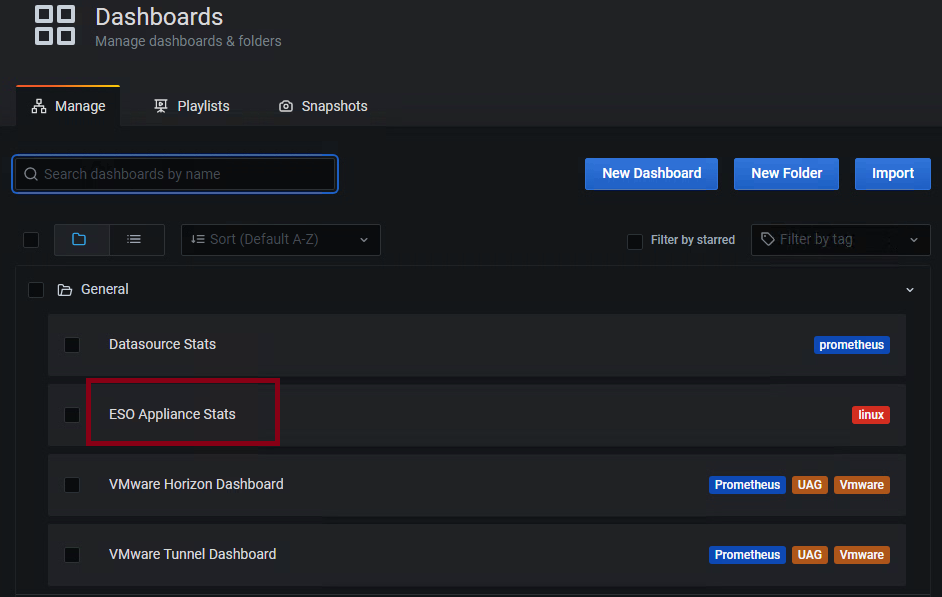 Dashboards
Manage dashboards & folders
Manage Playlists Snapshots
Search dashboards by name New Dashboard New Folder Import
Sort (Default A-Z) Filter by starred Filter by tag
General
Datasource Stats prometheus
ESO Appliance Stats linux
VMware Horizon Dashboard Prometheus UAG Vmware
VMware Tunnel Dashboard Prometheus UAG Vmware